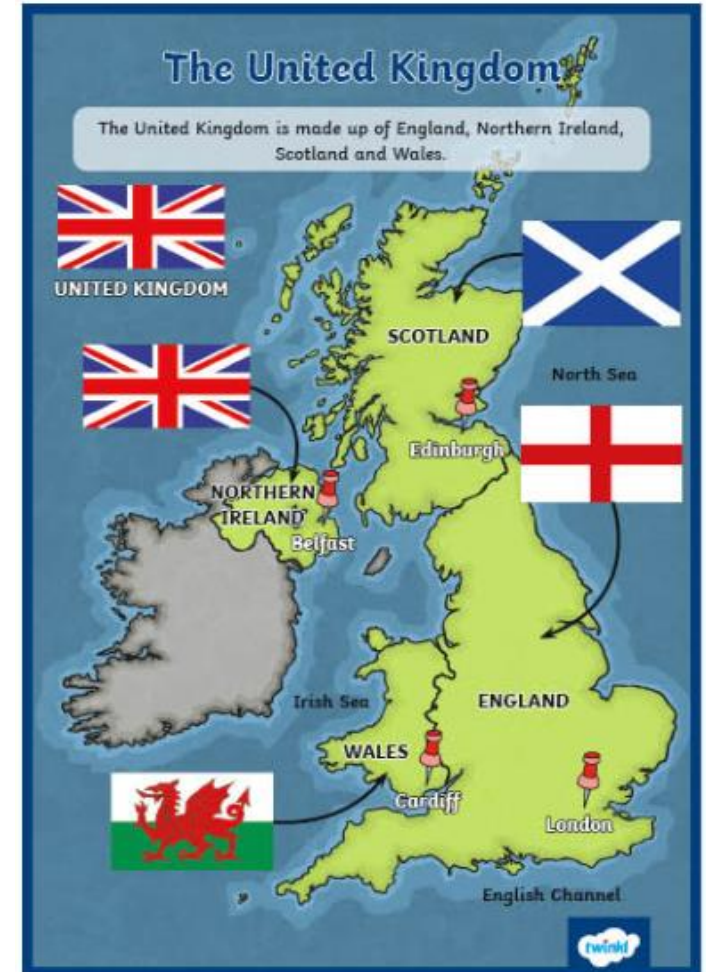 The United Kingdom
The United Kingdom is made up of England, Northern Ireland,
Scotland and Wales.
UNITED KINGDOM
SCOTLAND
North Sea
Edinburgh
NORTHERN
IRELAND
Belfast
Irish Sea
ENGLAND
WALES
Cardiff
London
English Channel
twinkl